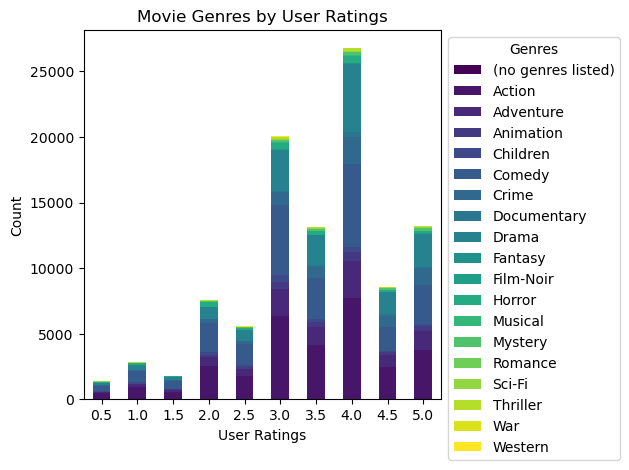 Movie Genres by User Ratings
Count
25000
20000
15000
10000
5000
0
0.5 1.0 1.5 2.0 2.5 3.0 3.5 4.0 4.5 5.0
User Ratings
Genres
(no genres listed)
Action
Adventure
Animation
Children
Comedy
Crime
Documentary
Drama
Fantasy
Film-Noir
Horror
Musical
Mystery
Romance
Sci-Fi
Thriller
War
Western